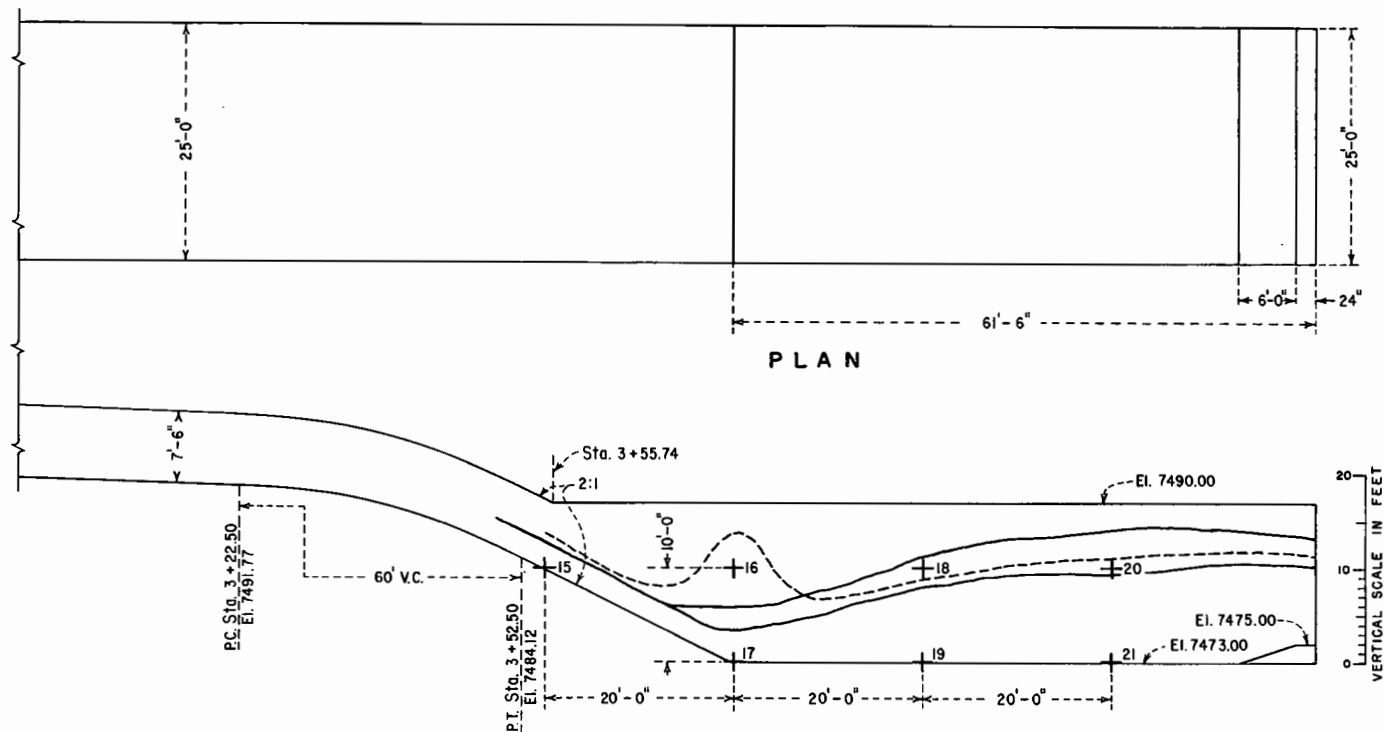 25'-0"
25'-0"
6'-0"
24"
61'-6"
PLAN
7'-6"
Sta. 3+55.74
2:1
El. 7490.00
20
10
0
VERTICAL SCALE IN FEET
10'-0"
15
16
18
20
P.C. Sta. 3+22.50
El. 7491.77
60' V.C.
P.T. Sta. 3+52.50
El. 7484.12
17
19
21
El. 7473.00
El. 7475.00
20'-0"
20'-0"
20'-0"